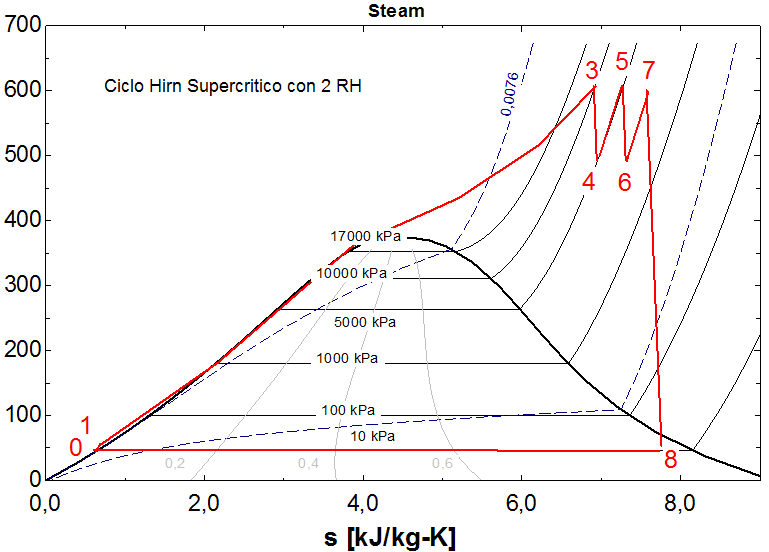 Steam
700
600
500
400
300
200
100
0
Ciclo Hirn Supercritico con 2 RH
0,0076
3
5
7
4
6
17000 kPa
10000 kPa
5000 kPa
1000 kPa
100 kPa
10 kPa
1
0
8
0,2
0,4
0,6
0,0
2,0
4,0
6,0
8,0
s [kJ/kg-K]